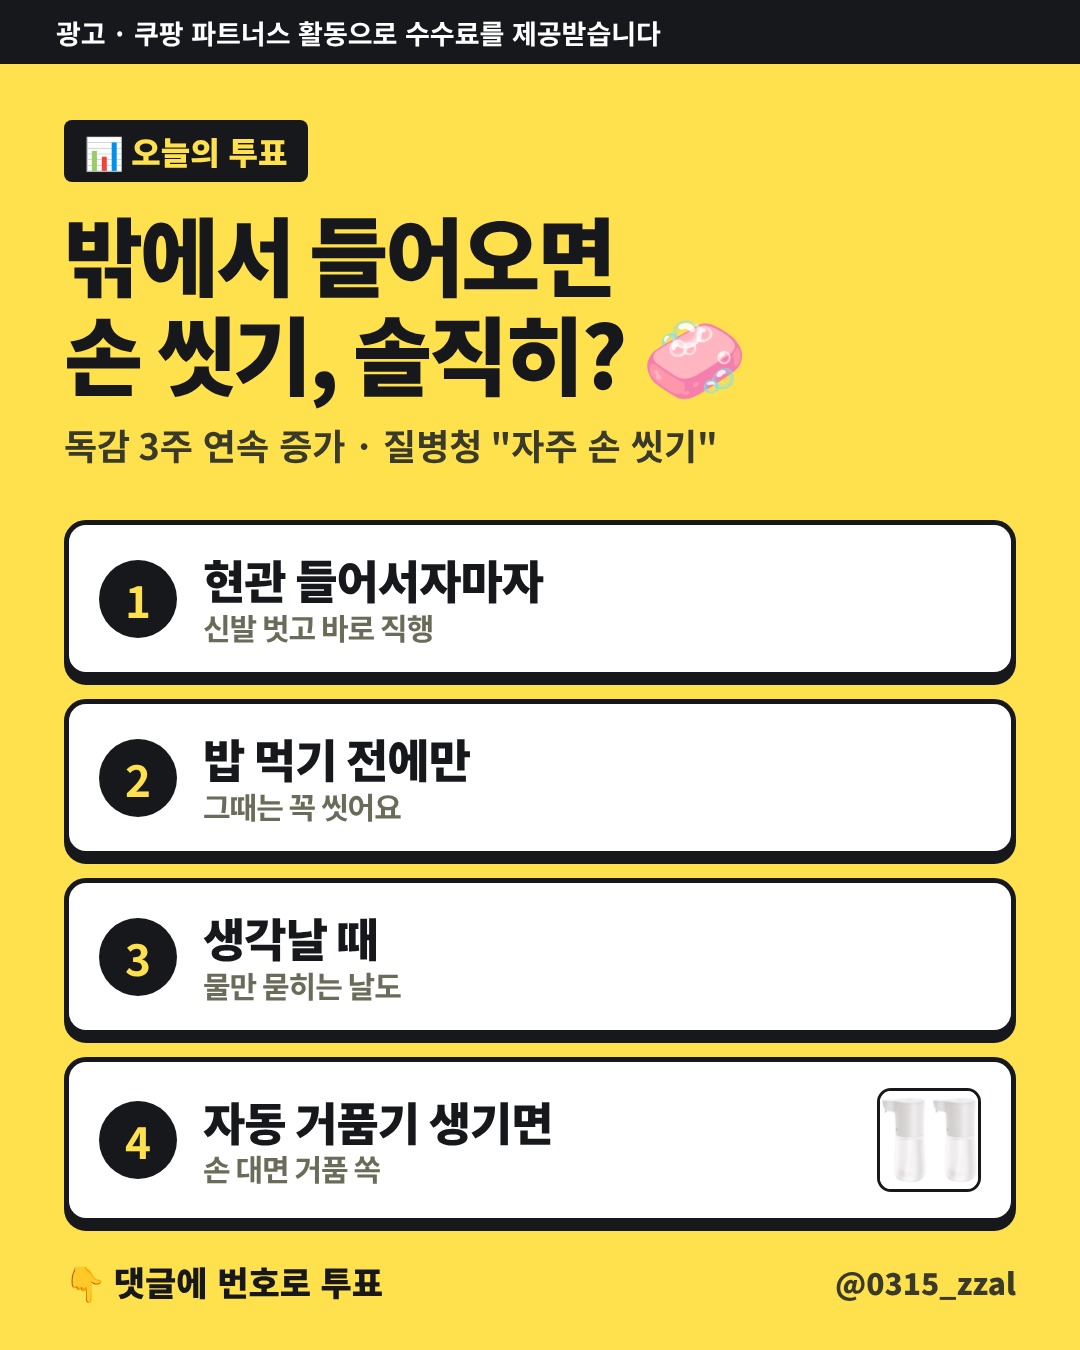 광고 · 쿠팡 파트너스 활동으로 수수료를 제공받습니다
📊 오늘의 투표
밖에서 들어오면
손 씻기, 솔직히? 🧼
독감 3주 연속 증가 · 질병청 "자주 손 씻기"
1
현관 들어서자마자
신발 벗고 바로 직행
2
밥 먹기 전에만
그때는 꼭 씻어요
3
생각날 때
물만 묻히는 날도
4
자동 거품기 생기면
손 대면 거품 쏙
👇 댓글에 번호로 투표
@0315_zzal